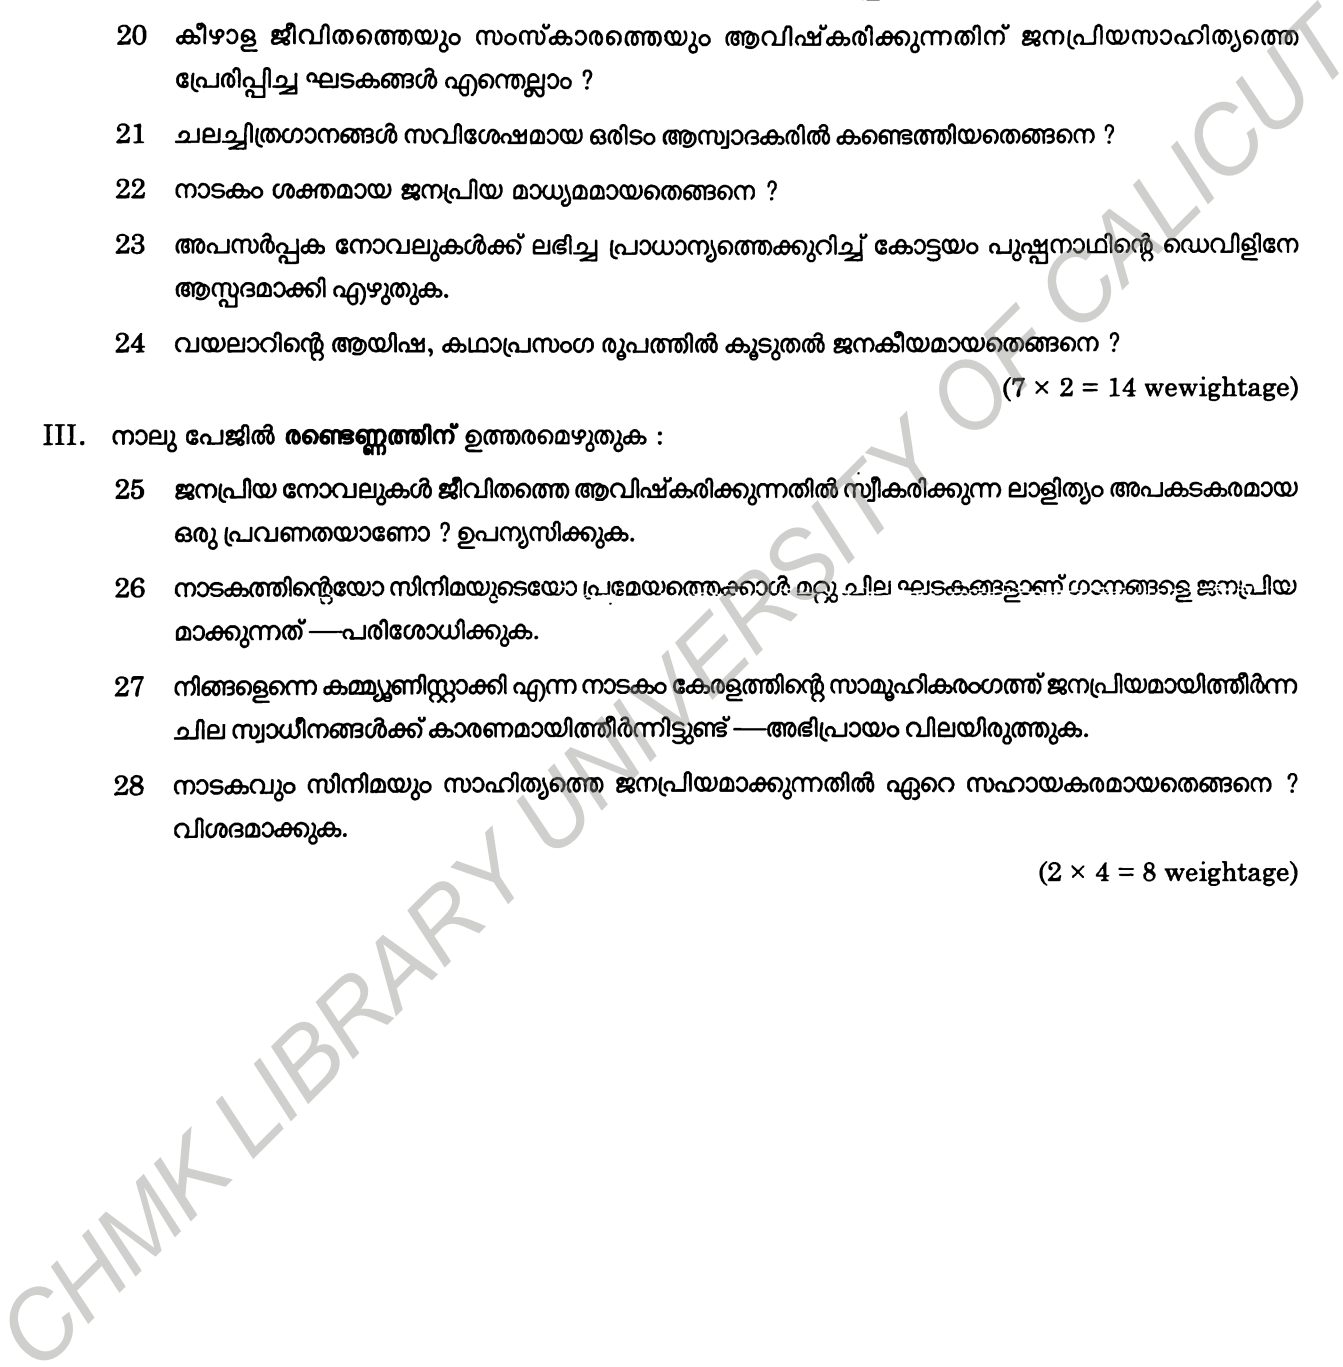 20 കീഴാള ജീവിതത്തെയും സംസ്കാരത്തെയും ആവിഷ്കരിക്കുന്നതിന് ജനപ്രിയസാഹിത്യത്തെ
പ്രേരിപ്പിച്ച ഘടകങ്ങൾ എന്തെല്ലാം ?
21 ചലച്ചിത്രഗാനങ്ങൾ സവിശേഷമായ ഒരിടം ആസ്വാദകരിൽ കണ്ടെത്തിയതെങ്ങനെ ?
22 നാടകം ശക്തമായ ജനപ്രിയ മാധ്യമമായതെങ്ങനെ ?
23 അപസർപ്പക നോവലുകൾക്ക് ലഭിച്ച പ്രാധാന്യത്തെക്കുറിച്ച് കോട്ടയം പുഷ്പനാഥിന്റെ ഡെവിളിനേ
ആസ്പദമാക്കി എഴുതുക.
24 വയലാറിന്റെ ആയിഷ, കഥാപ്രസംഗ രൂപത്തിൽ കൂടുതൽ ജനകീയമായതെങ്ങനെ ?
(7 × 2 = 14 wewightage)
III. നാലു പേജിൽ രണ്ടെണ്ണത്തിന് ഉത്തരമെഴുതുക :
25 ജനപ്രിയ നോവലുകൾ ജീവിതത്തെ ആവിഷ്കരിക്കുന്നതിൽ സ്വീകരിക്കുന്ന ലാളിത്യം അപകടകരമായ
ഒരു പ്രവണതയാണോ ? ഉപന്യസിക്കുക.
26 നാടകത്തിന്റെയോ സിനിമയുടെയോ പ്രമേയത്തെക്കാൾ മറ്റു ചില ഘടകങ്ങളാണ് ഗാനങ്ങളെ ജനപ്രിയ
മാക്കുന്നത് —പരിശോധിക്കുക.
27 നിങ്ങളെന്നെ കമ്മ്യൂണിസ്റ്റാക്കി എന്ന നാടകം കേരളത്തിന്റെ സാമൂഹികരംഗത്ത് ജനപ്രിയമായിത്തീർന്ന
ചില സ്വാധീനങ്ങൾക്ക് കാരണമായിത്തീർന്നിട്ടുണ്ട് —അഭിപ്രായം വിലയിരുത്തുക.
28 നാടകവും സിനിമയും സാഹിത്യത്തെ ജനപ്രിയമാക്കുന്നതിൽ ഏറെ സഹായകരമായതെങ്ങനെ ?
വിശദമാക്കുക.
(2 × 4 = 8 weightage)
CHMK LIBRARY UNIVERSITY OF CALICUT